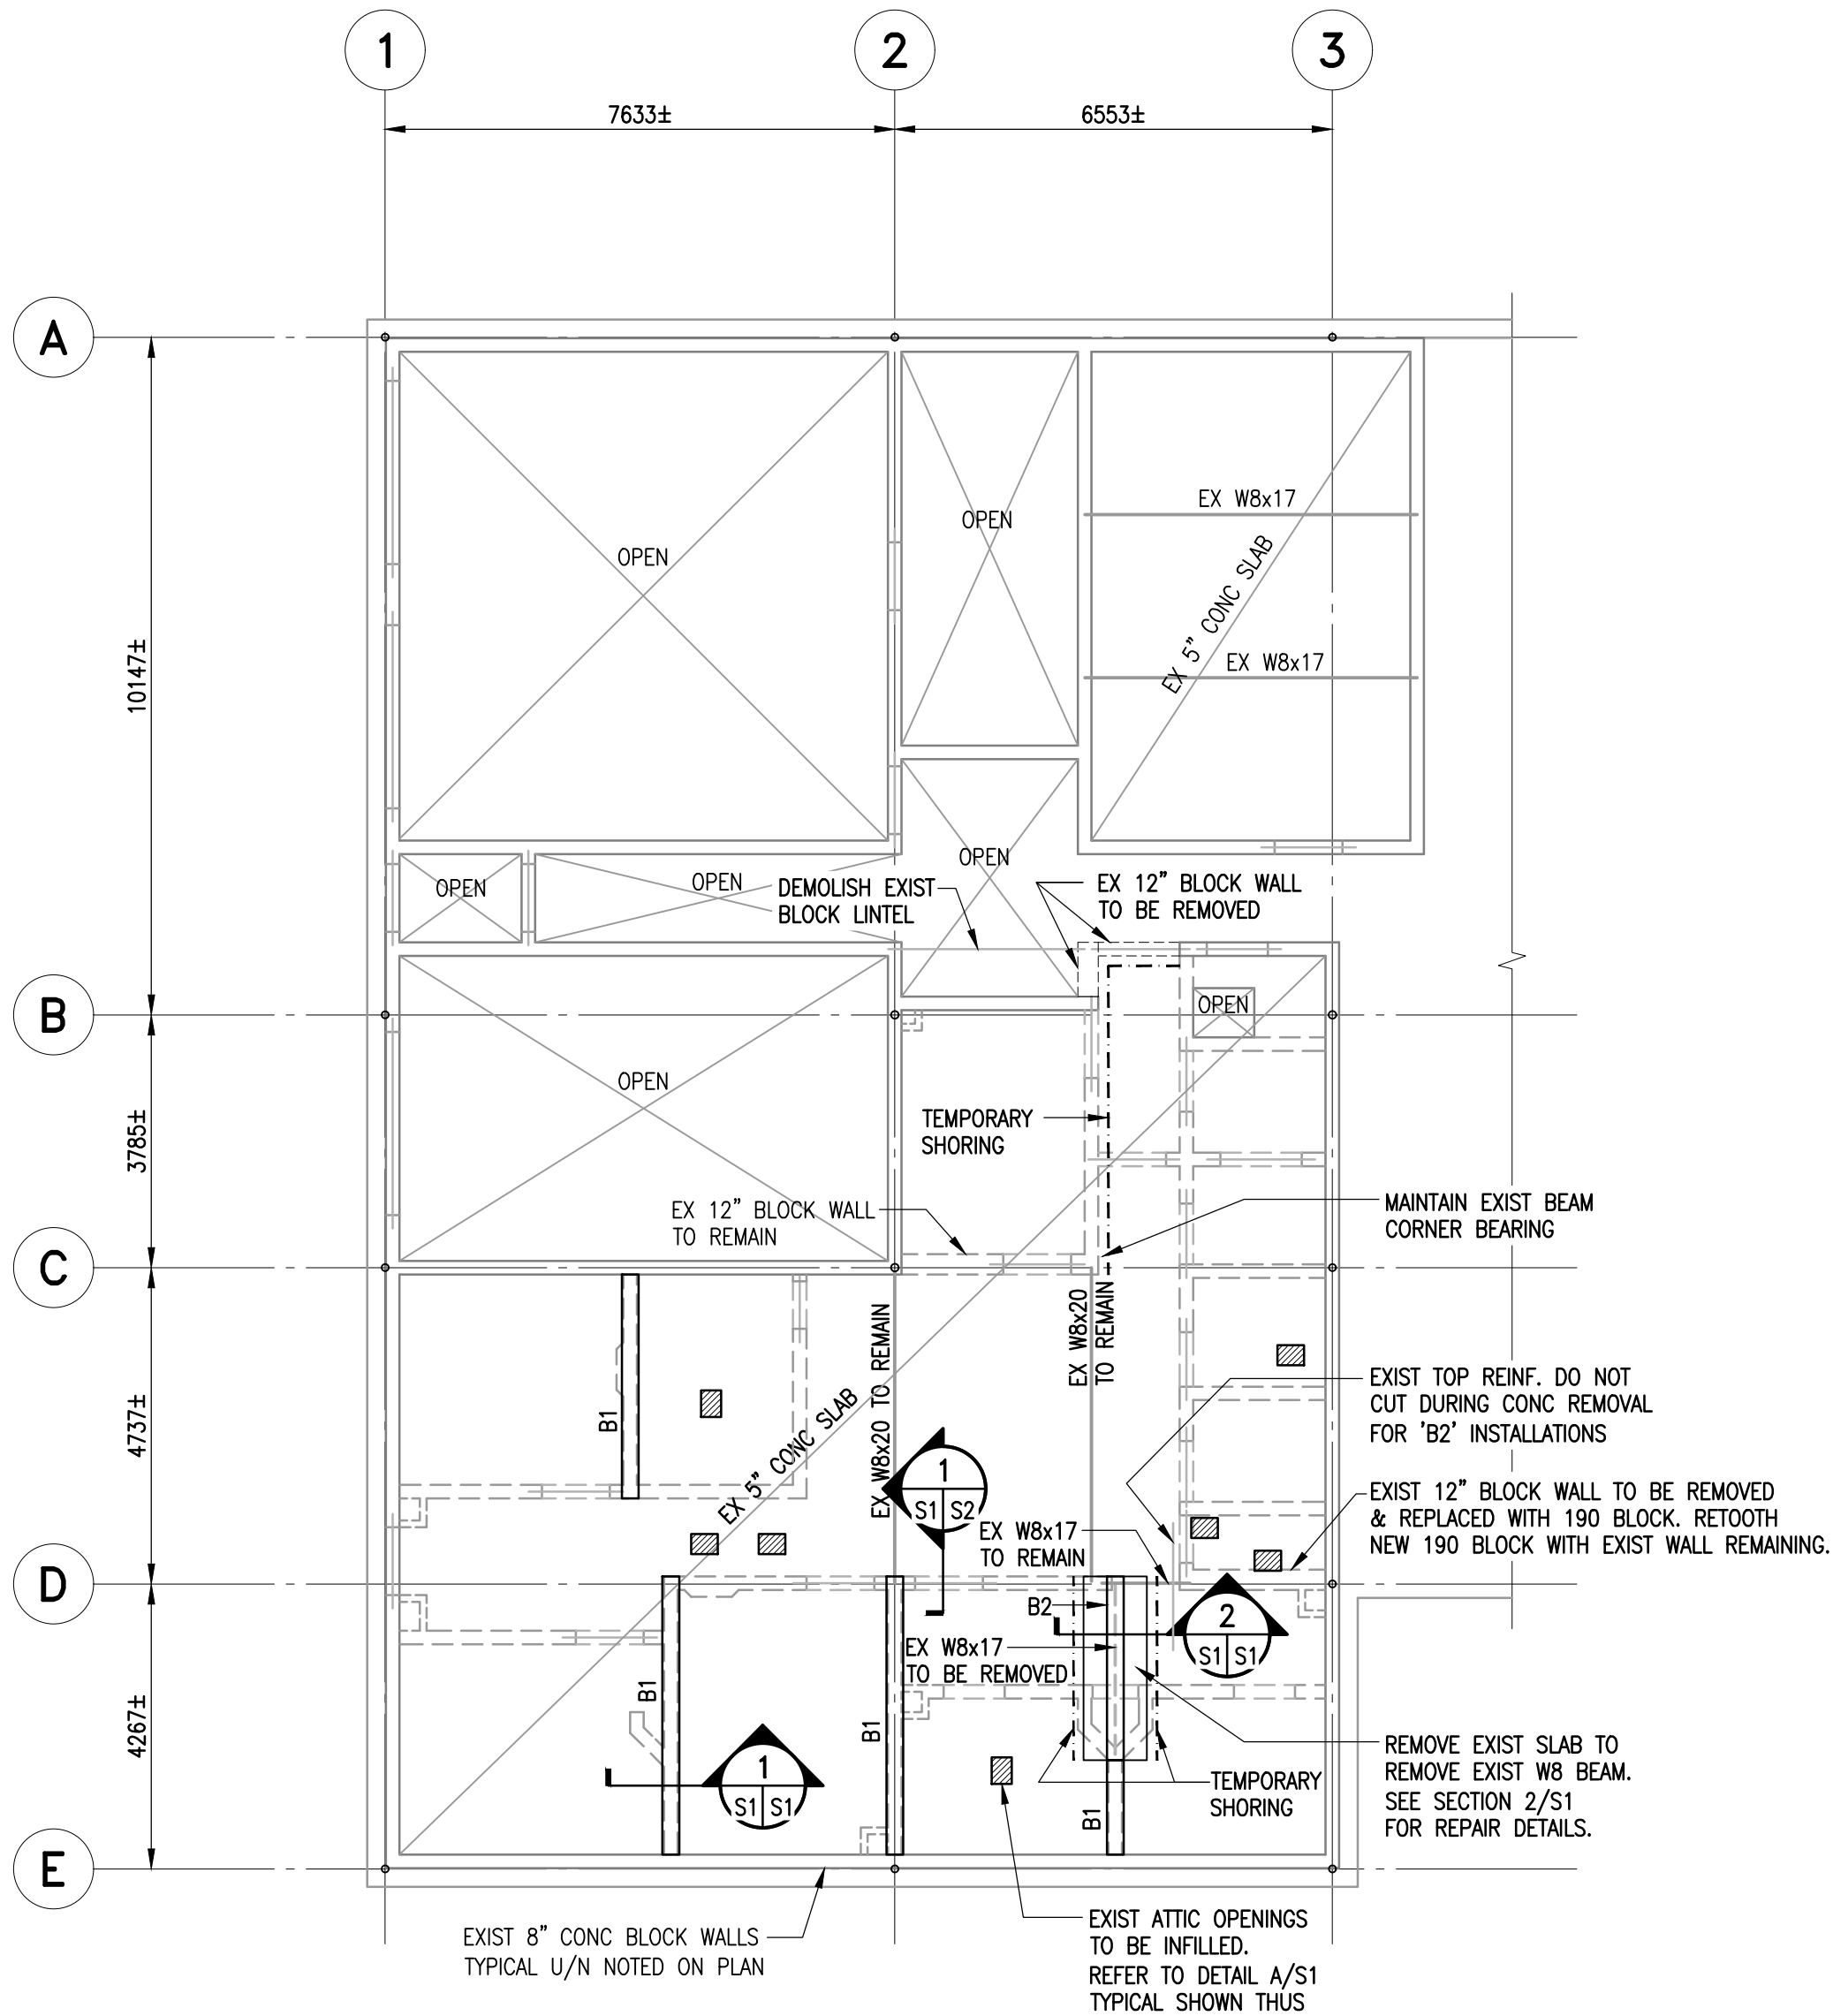 1
2
3
7633±
6553±
A
10147±
EX W8x17
OPEN
OPEN
EX 5” CONC SLAB
EX W8x17
OPEN
OPEN
OPEN
DEMOLISH EXIST
BLOCK LINTEL
EX 12” BLOCK WALL
TO BE REMOVED
B
OPEN
3785±
OPEN
TEMPORARY
SHORING
EX 12” BLOCK WALL
TO REMAIN
MAINTAIN EXIST BEAM
CORNER BEARING
C
EX W8x20 TO REMAIN
EX W8x20
TO REMAIN
4737±
B1
EX 5” CONC SLAB
EXIST TOP REINF. DO NOT
CUT DURING CONC REMOVAL
FOR 'B2' INSTALLATIONS
1
S1 S2
EX W8x17
TO REMAIN
EXIST 12” BLOCK WALL TO BE REMOVED
& REPLACED WITH 190 BLOCK. RETOOTH
NEW 190 BLOCK WITH EXIST WALL REMAINING.
D
B2
2
S1 S1
EX W8x17
TO BE REMOVED
4267±
B1
B1
1
S1 S1
B1
TEMPORARY
SHORING
REMOVE EXIST SLAB TO
REMOVE EXIST W8 BEAM.
SEE SECTION 2/S1
FOR REPAIR DETAILS.
E
EXIST 8” CONC BLOCK WALLS
TYPICAL U/N NOTED ON PLAN
EXIST ATTIC OPENINGS
TO BE INFILLED.
REFER TO DETAIL A/S1
TYPICAL SHOWN THUS